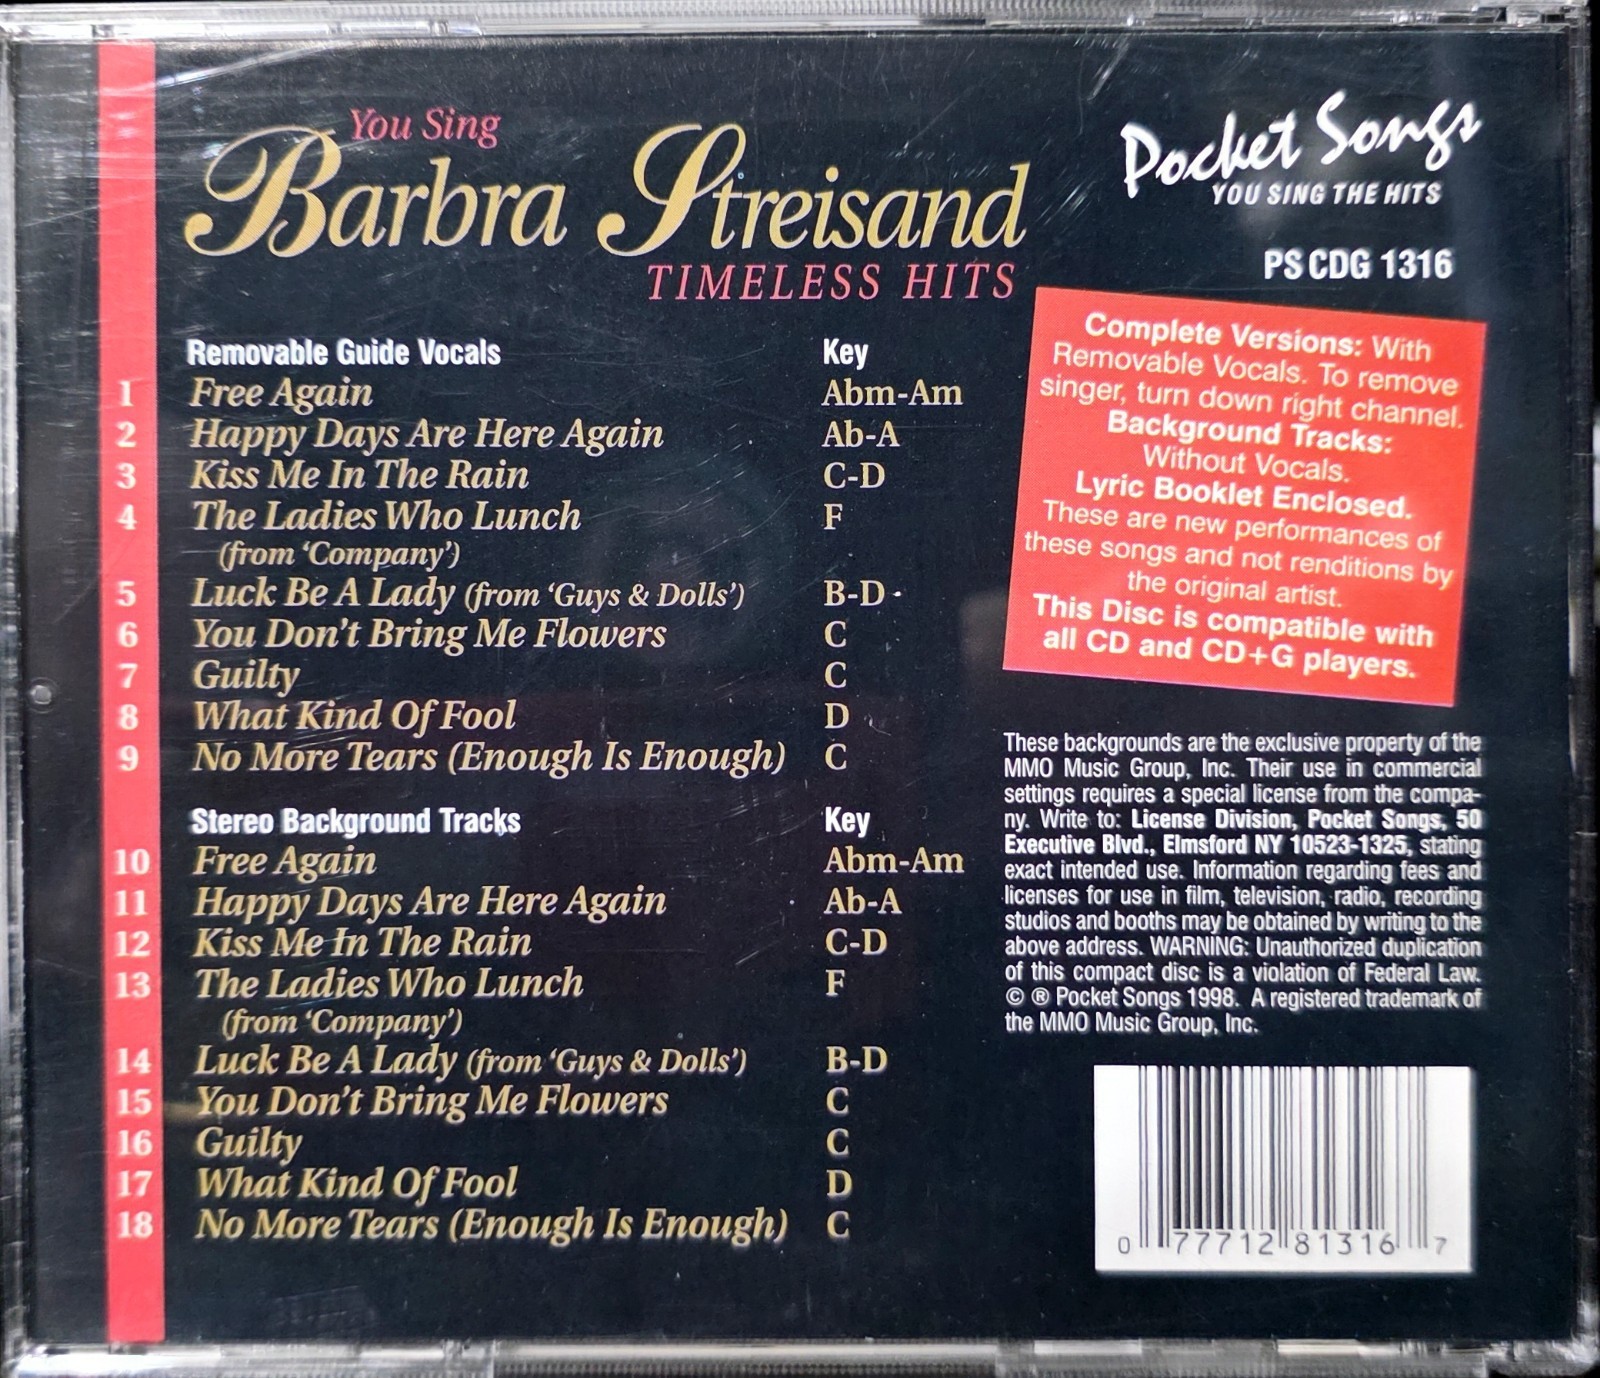 You Sing
Barbra Streisand
TIMELESS HITS
Pocket Songs
YOU SING THE HITS
PS CDG 1316
Removable Guide Vocals Key
1 Free Again Abm-Am
2 Happy Days Are Here Again Ab-A
3 Kiss Me In The Rain C-D
4 The Ladies Who Lunch F
(from ‘Company’)
5 Luck Be A Lady (from ‘Guys & Dolls’) B-D
6 You Don’t Bring Me Flowers C
7 Guilty C
8 What Kind Of Fool D
9 No More Tears (Enough Is Enough) C
Stereo Background Tracks Key
10 Free Again Abm-Am
11 Happy Days Are Here Again Ab-A
12 Kiss Me In The Rain C-D
13 The Ladies Who Lunch F
(from ‘Company’)
14 Luck Be A Lady (from ‘Guys & Dolls’) B-D
15 You Don’t Bring Me Flowers C
16 Guilty C
17 What Kind Of Fool D
18 No More Tears (Enough Is Enough) C
Complete Versions: With
Removable Vocals. To remove
singer, turn down right channel.
Background Tracks:
Without Vocals.
Lyric Booklet Enclosed.
These are new performances of
these songs and not renditions by
the original artist.
This Disc is compatible with
all CD and CD+G players.
These backgrounds are the exclusive property of the
MMO Music Group, Inc. Their use in commercial
settings requires a special license from the compa-
ny. Write to: License Division, Pocket Songs, 50
Executive Blvd., Elmsford NY 10523-1325, stating
exact intended use. Information regarding fees and
licenses for use in film, television, radio, recording
studios and booths may be obtained by writing to the
above address. WARNING: Unauthorized duplication
of this compact disc is a violation of Federal Law.
© ® Pocket Songs 1998. A registered trademark of
the MMO Music Group, Inc.
0 77712 81316 7